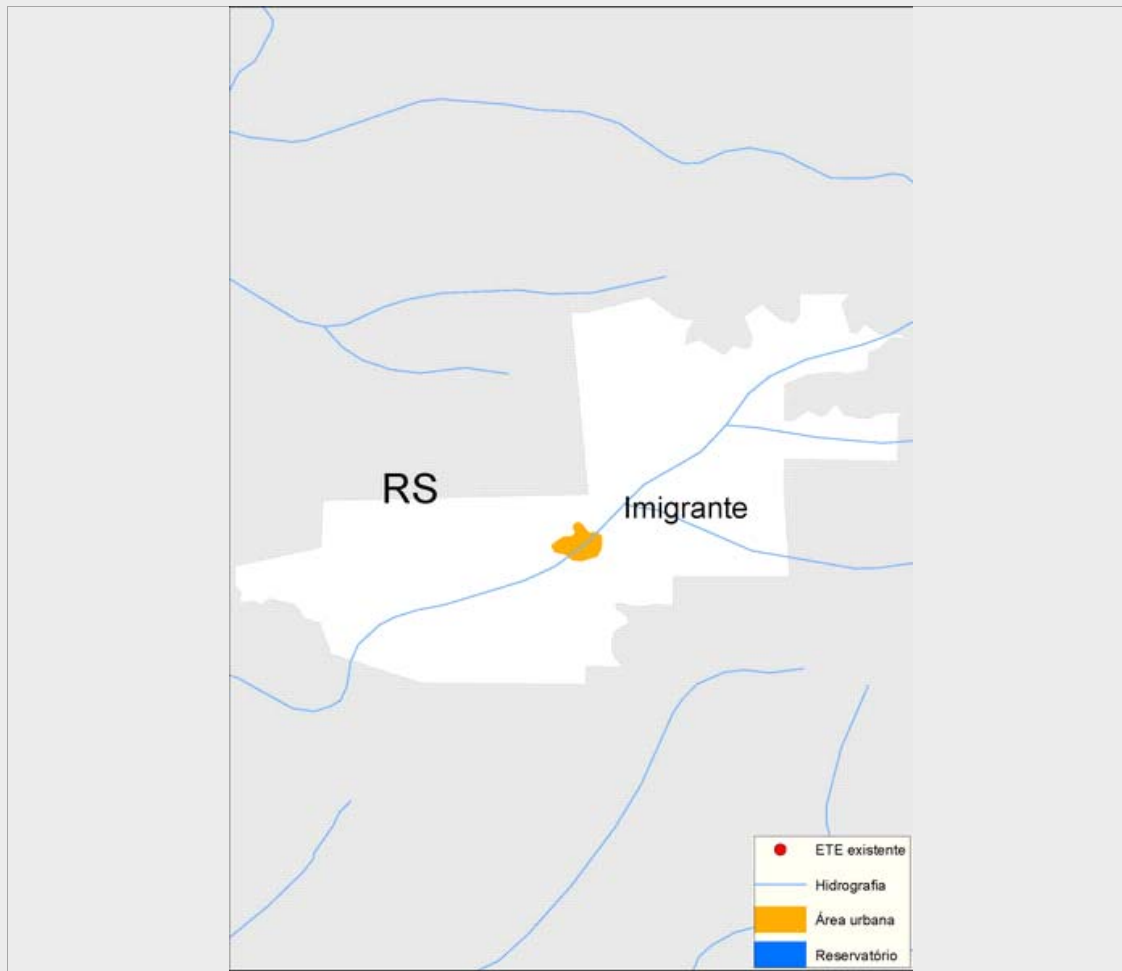 RS
Imigrante
ETE existente
Hidrografia
Área urbana
Reservatório